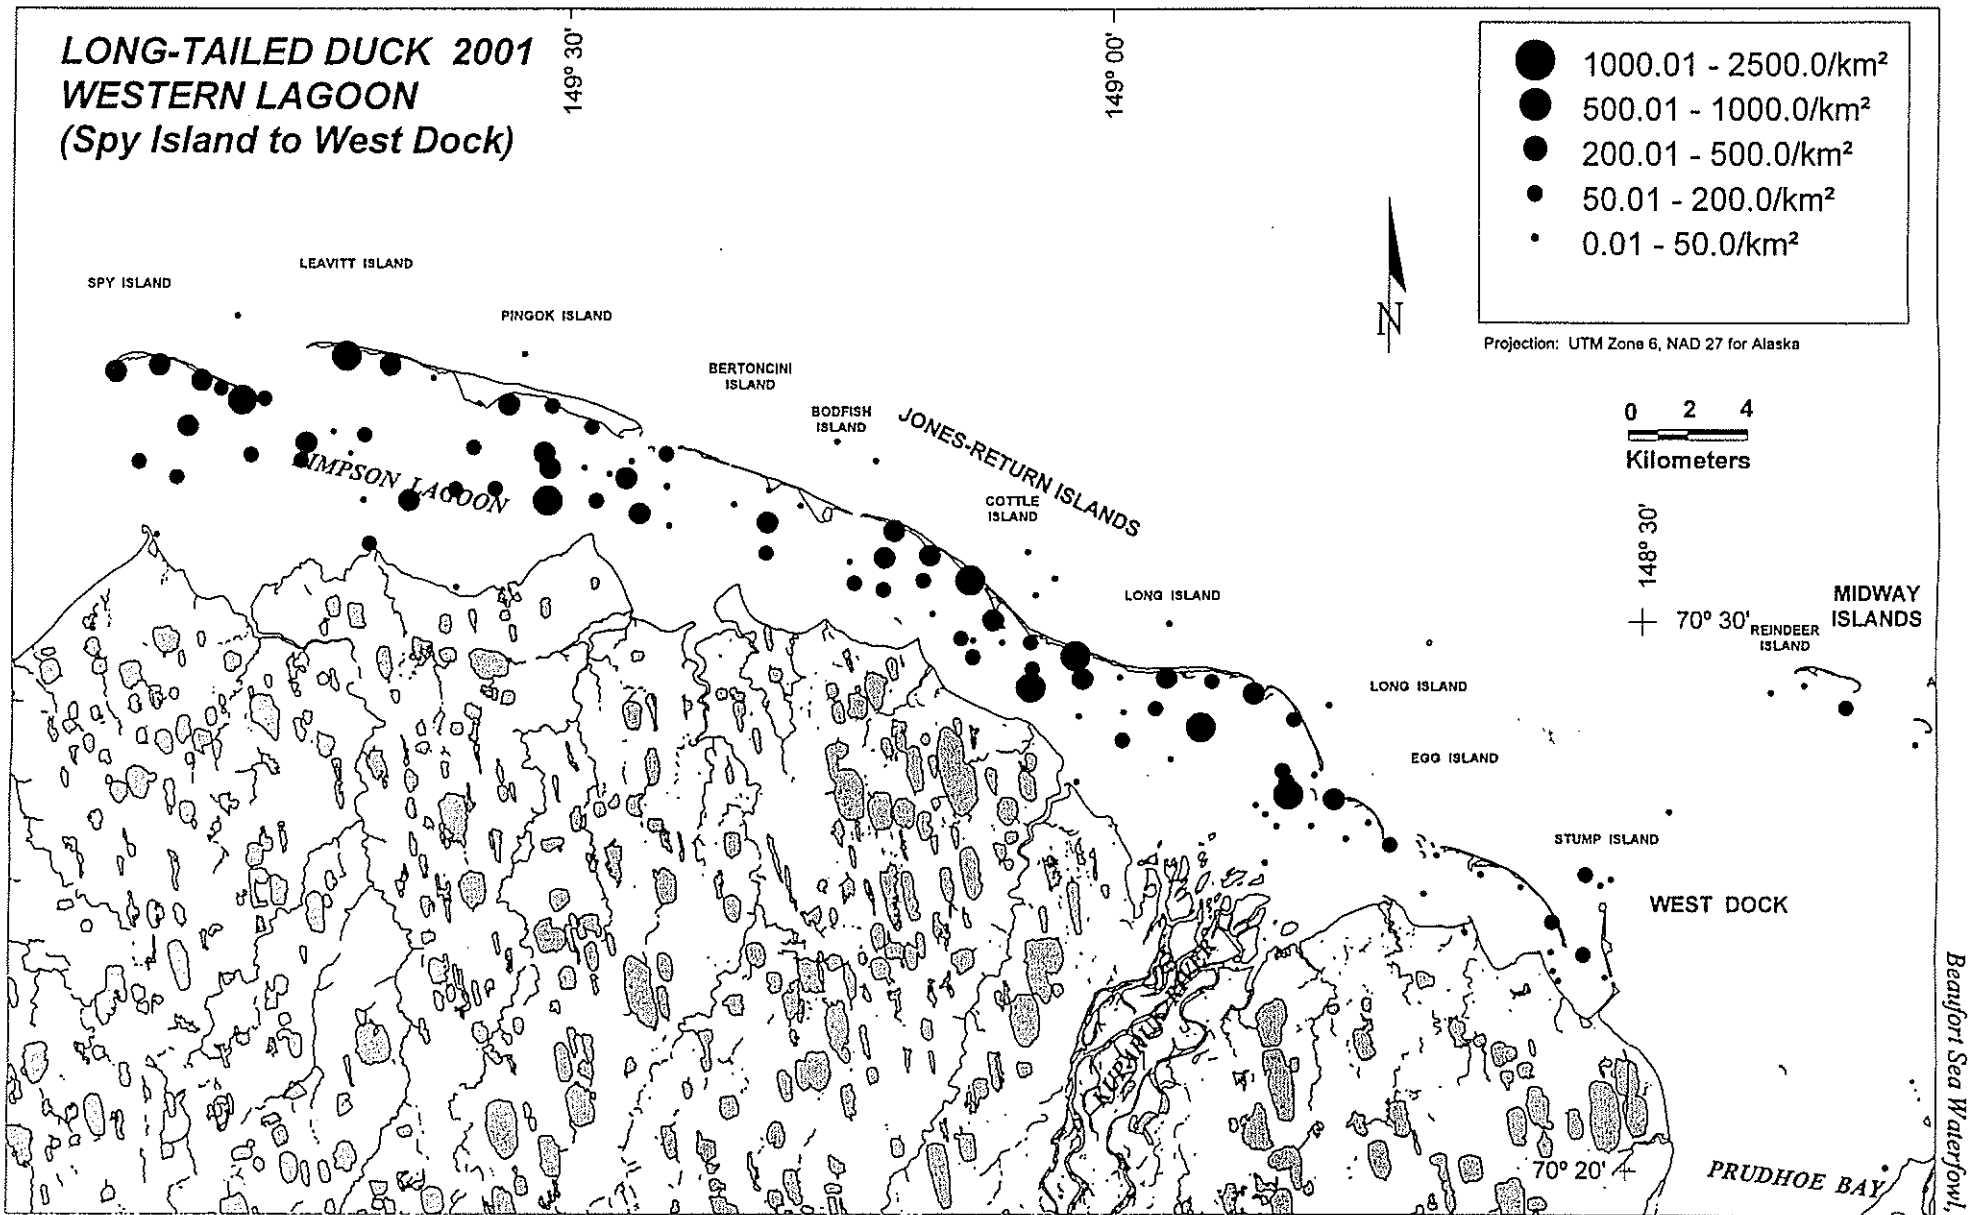 LONG-TAILED DUCK 2001
WESTERN LAGOON
(Spy Island to West Dock)
149° 30'
149° 00'
1000.01 - 2500.0/km²
500.01 - 1000.0/km²
200.01 - 500.0/km²
50.01 - 200.0/km²
0.01 - 50.0/km²
Projection: UTM Zone 6, NAD 27 for Alaska
N
0 2 4
Kilometers
SPY ISLAND
LEAVITT ISLAND
PINGOK ISLAND
BERTONCINI
ISLAND
BODFISH
ISLAND
JONES-RETURN ISLANDS
COTTLE
ISLAND
LONG ISLAND
SIMPSON LAGOON
148° 30'
70° 30'
MIDWAY
ISLANDS
REINDEER
ISLAND
LONG ISLAND
EGG ISLAND
STUMP ISLAND
WEST DOCK
KUPARUK RIVER
70° 20'
PRUDHOE BAY
Beaufort Sea Waterfowl,